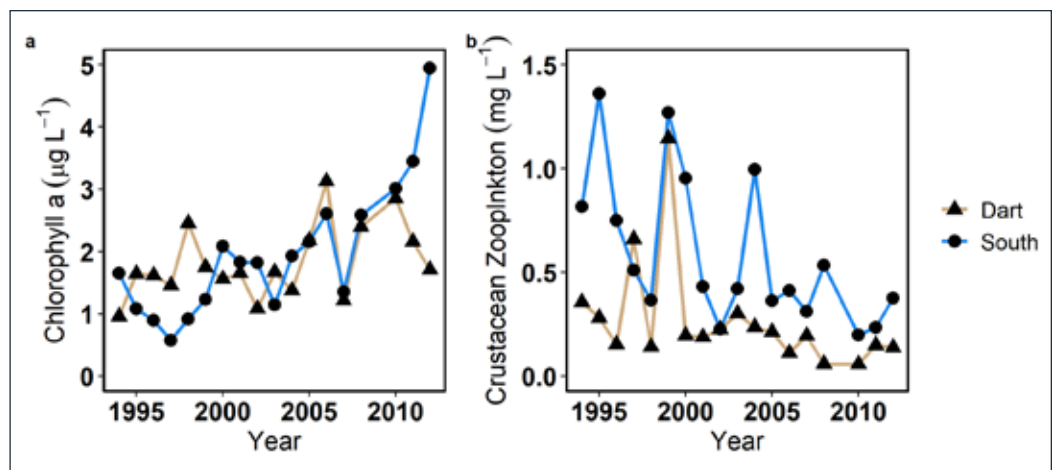 a
Chlorophyll a (μg L⁻¹)
5
4
3
2
1
0
1995 2000 2005 2010
Year
b
Crustacean Zooplnkton (mg L⁻¹)
1.5
1.0
0.5
0.0
1995 2000 2005 2010
Year
Dart
South